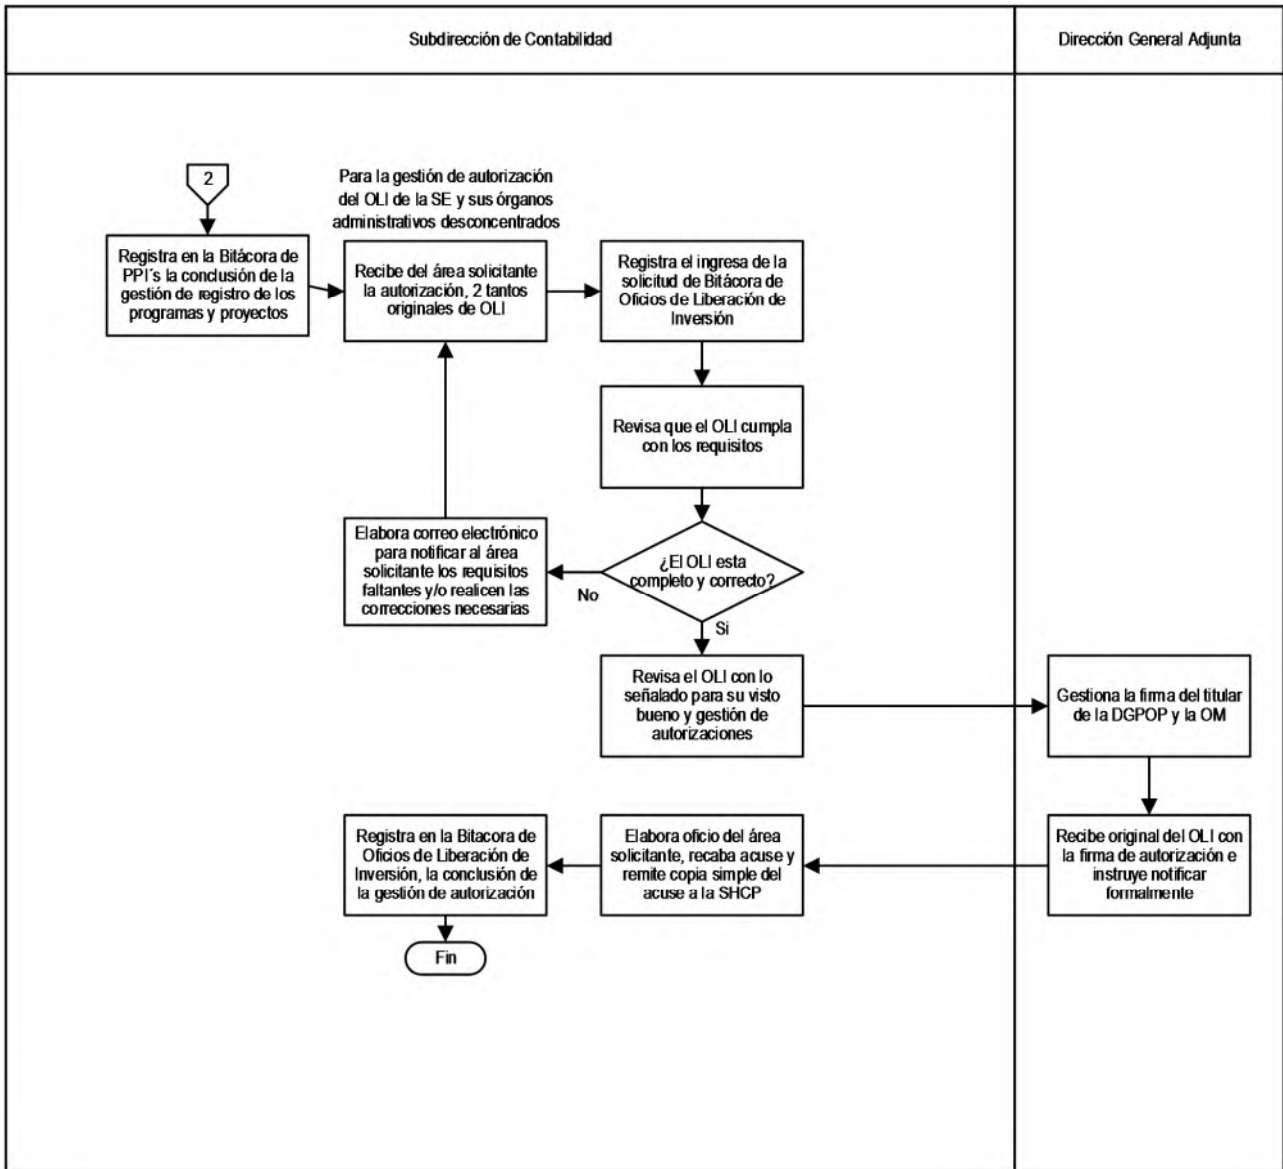 Subdirección de Contabilidad
Dirección General Adjunta
2
Para la gestión de autorización
del OLI de la SE y sus órganos
administrativos desconcentrados
Registra en la Bitácora de
PPI´s la conclusión de la
gestión de registro de los
programas y proyectos
Recibe del área solicitante
la autorización, 2 tantos
originales de OLI
Registra el ingresa de la
solicitud de Bitácora de
Oficios de Liberación de
Inversión
Revisa que el OLI cumpla
con los requisitos
Elabora correo electrónico
para notificar al área
solicitante los requisitos
faltantes y/o realicen las
correcciones necesarias
¿El OLI esta
completo y correcto?
No
Si
Revisa el OLI con lo
señalado para su visto
bueno y gestión de
autorizaciones
Gestiona la firma del titular
de la DGPOP y la OM
Registra en la Bitacora de
Oficios de Liberación de
Inversión, la conclusión de
la gestión de autorización
Elabora oficio del área
solicitante, recaba acuse y
remite copia simple del
acuse a la SHCP
Recibe original del OLI con
la firma de autorización e
instruye notificar
formalmente
Fin